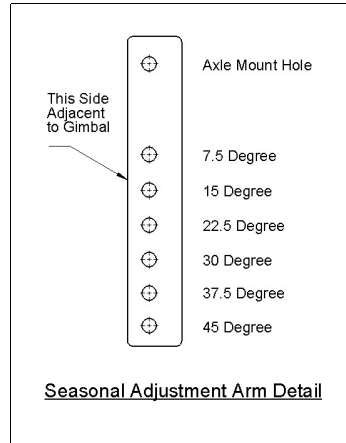 Axle Mount Hole
This Side
Adjacent
to Gimbal
7.5 Degree
15 Degree
22.5 Degree
30 Degree
37.5 Degree
45 Degree
Seasonal Adjustment Arm Detail